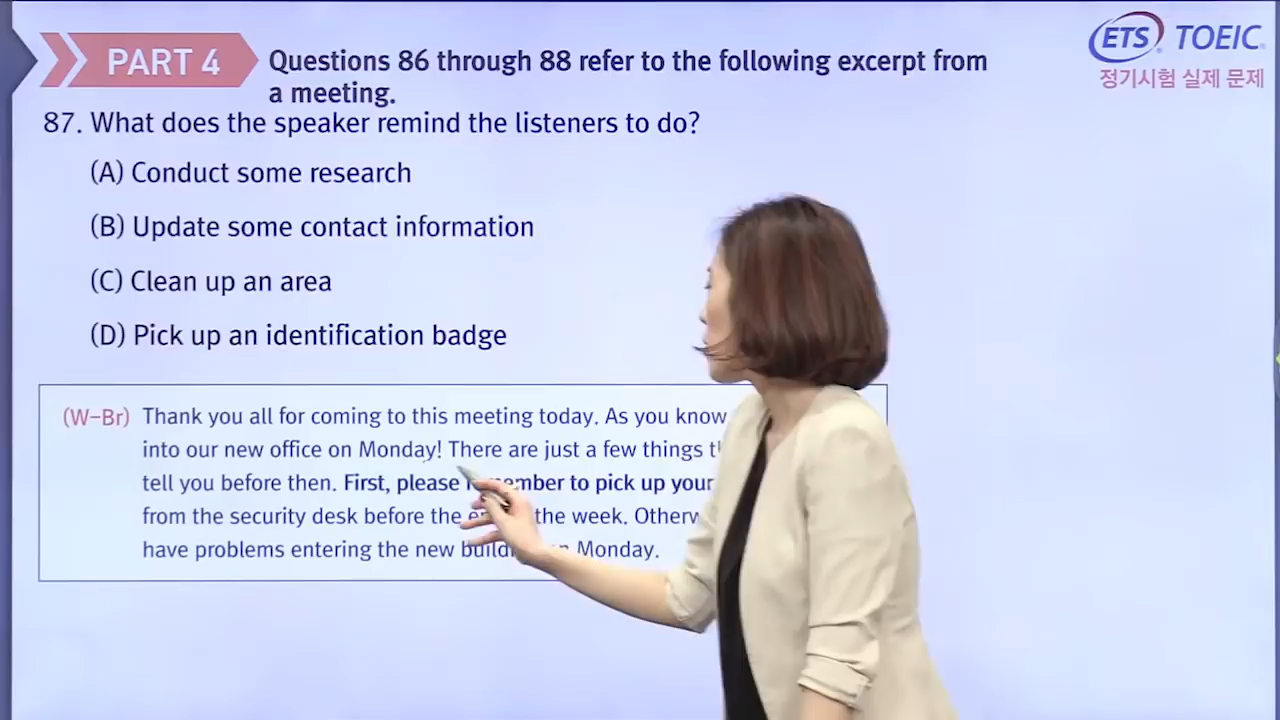 PART 4
Questions 86 through 88 refer to the following excerpt from
a meeting.
ETS TOEIC
정기시험 실제 문제
87. What does the speaker remind the listeners to do?
(A) Conduct some research
(B) Update some contact information
(C) Clean up an area
(D) Pick up an identification badge
(W-Br) Thank you all for coming to this meeting today. As you know
into our new office on Monday! There are just a few things
tell you before then. First, please remember to pick up your
from the security desk before the the week.
have problems entering the new Monday.